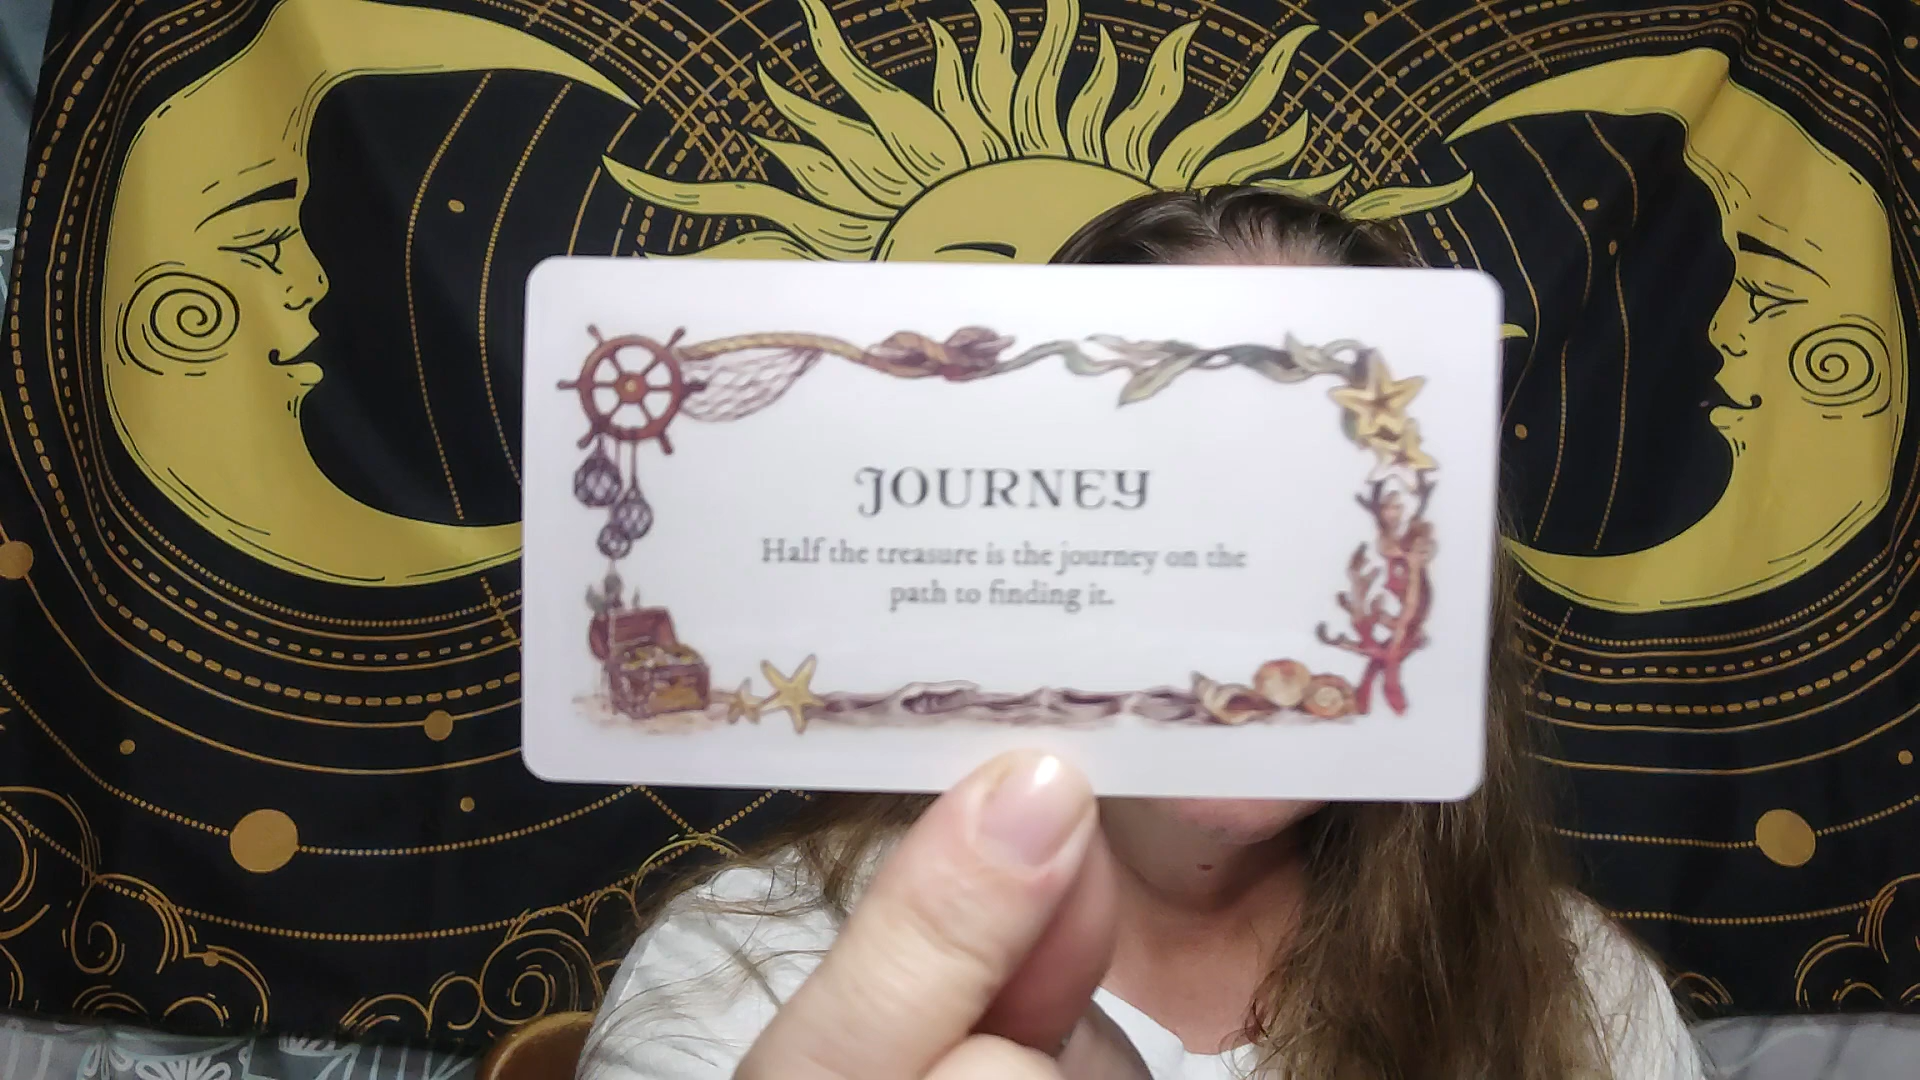 JOURNEY
Half the treasure is the journey on the
path to finding it.